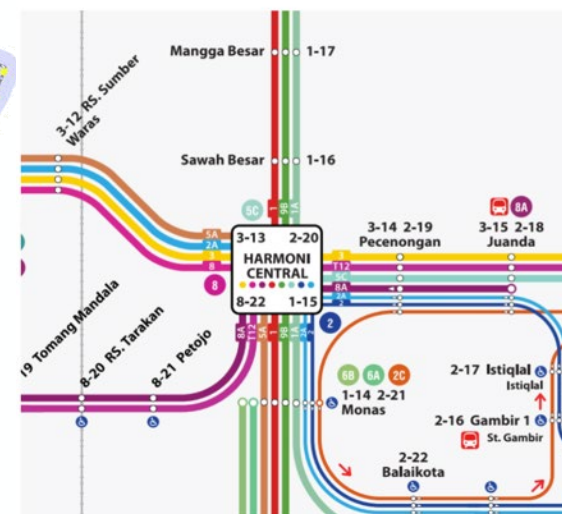 Mangga Besar 1-17
3-12 RS. Sumber
Waras
Sawah Besar 1-16
5C 1 9B 1A
8A
3-14 2-19
Pecenongan
3-15 2-18
Juanda
5A
2A
3
8
3-13 2-20
HARMONI
CENTRAL
8-22 1-15
3
T12
5C
8A
2A
2
8
2
8A T12 5A 1 9B 1A 2A 2
19 Tomang Mandala
8-20 RS. Tarakan
8-21 Petojo
6B 6A 2C
1-14 2-21
Monas
2-17 Istiqlal
Istiqlal
2-16 Gambir 1
St. Gambir
2-22
Balaikota